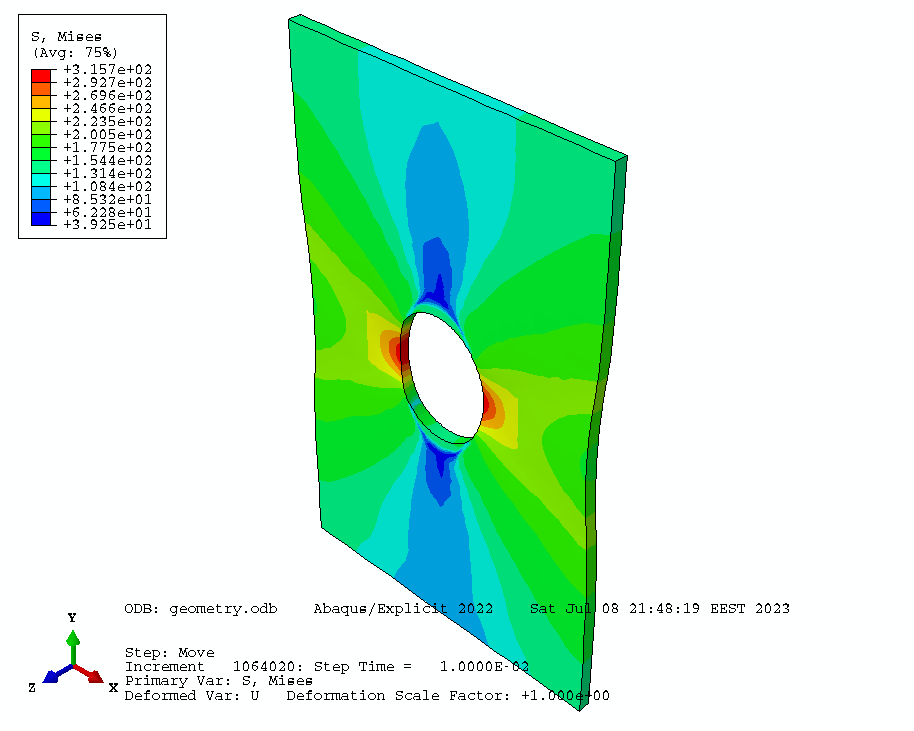 S, Mises
(Avg: 75%)
+3.157e+02
+2.927e+02
+2.696e+02
+2.466e+02
+2.235e+02
+2.005e+02
+1.775e+02
+1.544e+02
+1.314e+02
+1.084e+02
+8.532e+01
+6.228e+01
+3.925e+01
ODB: geometry.odb    Abaqus/Explicit 2022    Sat Jul 08 21:48:19 EEST 2023
Y
Z
X
Step: Move
Increment   1064020: Step Time =   1.0000E-02
Primary Var: S, Mises
Deformed Var: U   Deformation Scale Factor: +1.000e+00